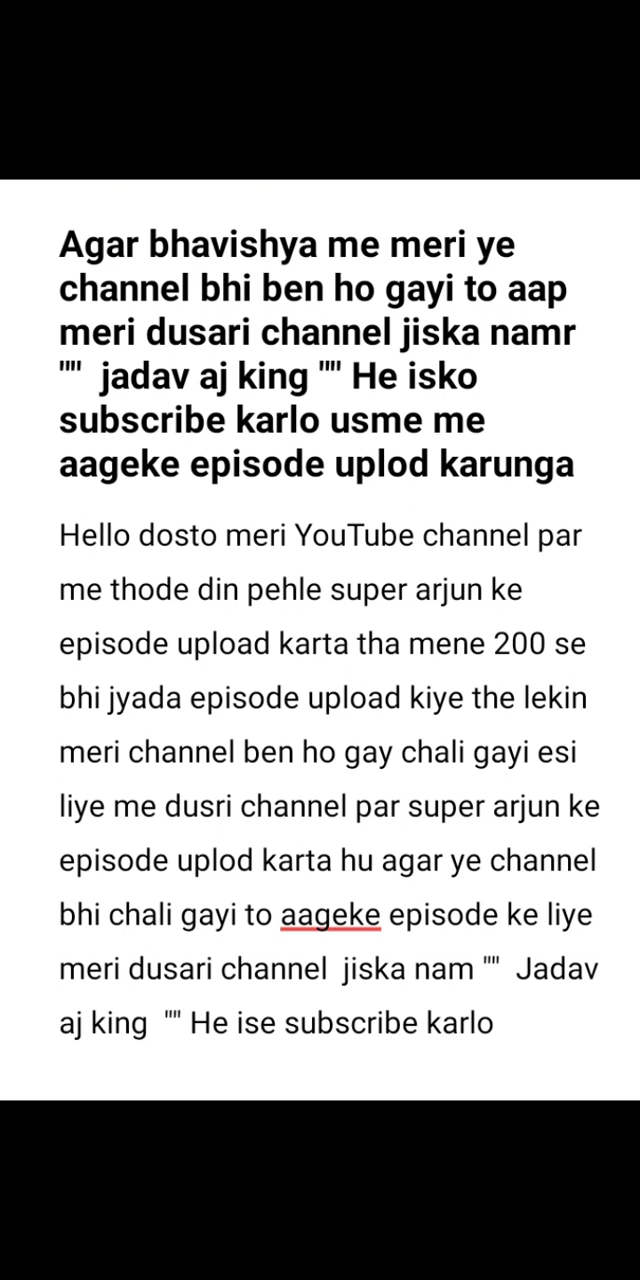 Agar bhavishya me meri ye
channel bhi ben ho gayi to aap
meri dusari channel jiska namr
""  jadav aj king "" He isko
subscribe karlo usme me
aageke episode uplod karunga
Hello dosto meri YouTube channel par
me thode din pehle super arjun ke
episode upload karta tha mene 200 se
bhi jyada episode upload kiye the lekin
meri channel ben ho gay chali gayi esi
liye me dusri channel par super arjun ke
episode uplod karta hu agar ye channel
bhi chali gayi to aageke episode ke liye
meri dusari channel  jiska nam ""  Jadav
aj king  "" He ise subscribe karlo